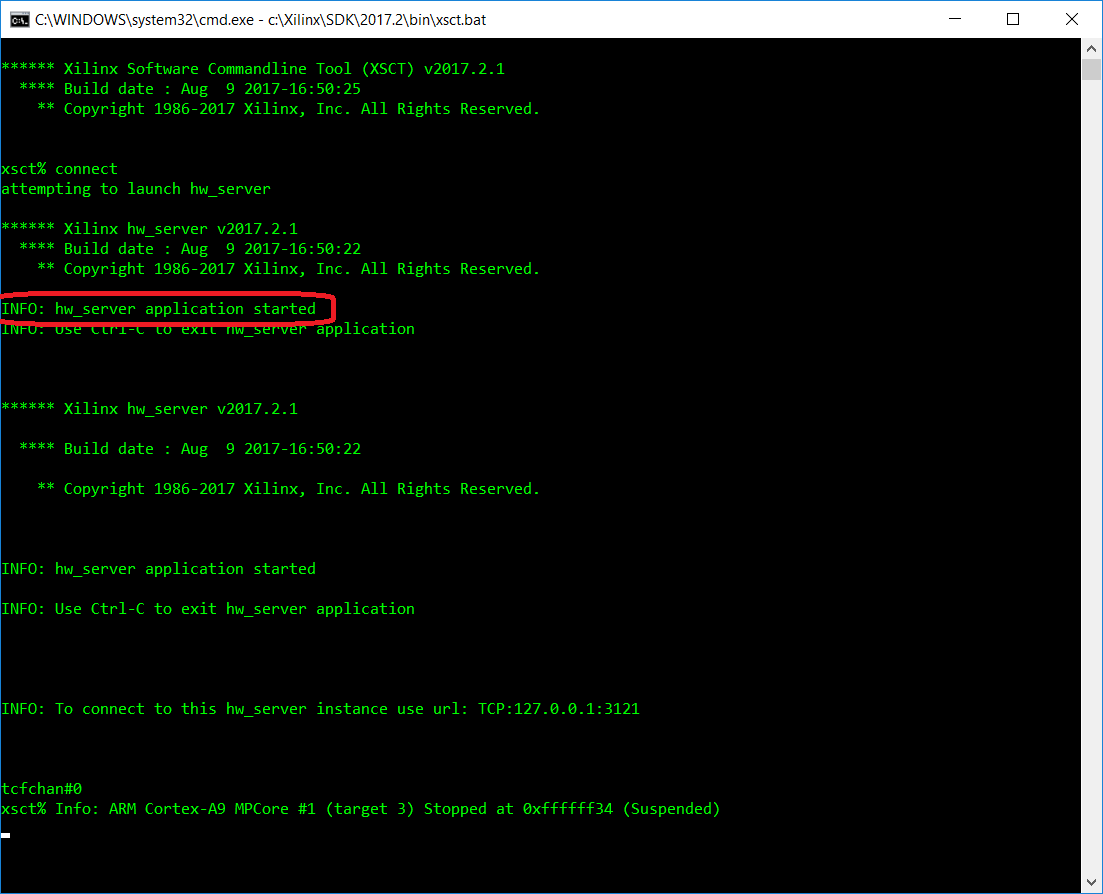 C:\WINDOWS\system32\cmd.exe - c:\Xilinx\SDK\2017.2\bin\xsct.bat
****** Xilinx Software Commandline Tool (XSCT) v2017.2.1
**** Build date : Aug  9 2017-16:50:25
** Copyright 1986-2017 Xilinx, Inc. All Rights Reserved.
xsct% connect
attempting to launch hw_server
****** Xilinx hw_server v2017.2.1
**** Build date : Aug  9 2017-16:50:22
** Copyright 1986-2017 Xilinx, Inc. All Rights Reserved.
INFO: hw_server application started
INFO: Use Ctrl-C to exit hw_server application
****** Xilinx hw_server v2017.2.1
**** Build date : Aug  9 2017-16:50:22
** Copyright 1986-2017 Xilinx, Inc. All Rights Reserved.
INFO: hw_server application started
INFO: Use Ctrl-C to exit hw_server application
INFO: To connect to this hw_server instance use url: TCP:127.0.0.1:3121
tcfchan#0
xsct% Info: ARM Cortex-A9 MPCore #1 (target 3) Stopped at 0xffffff34 (Suspended)